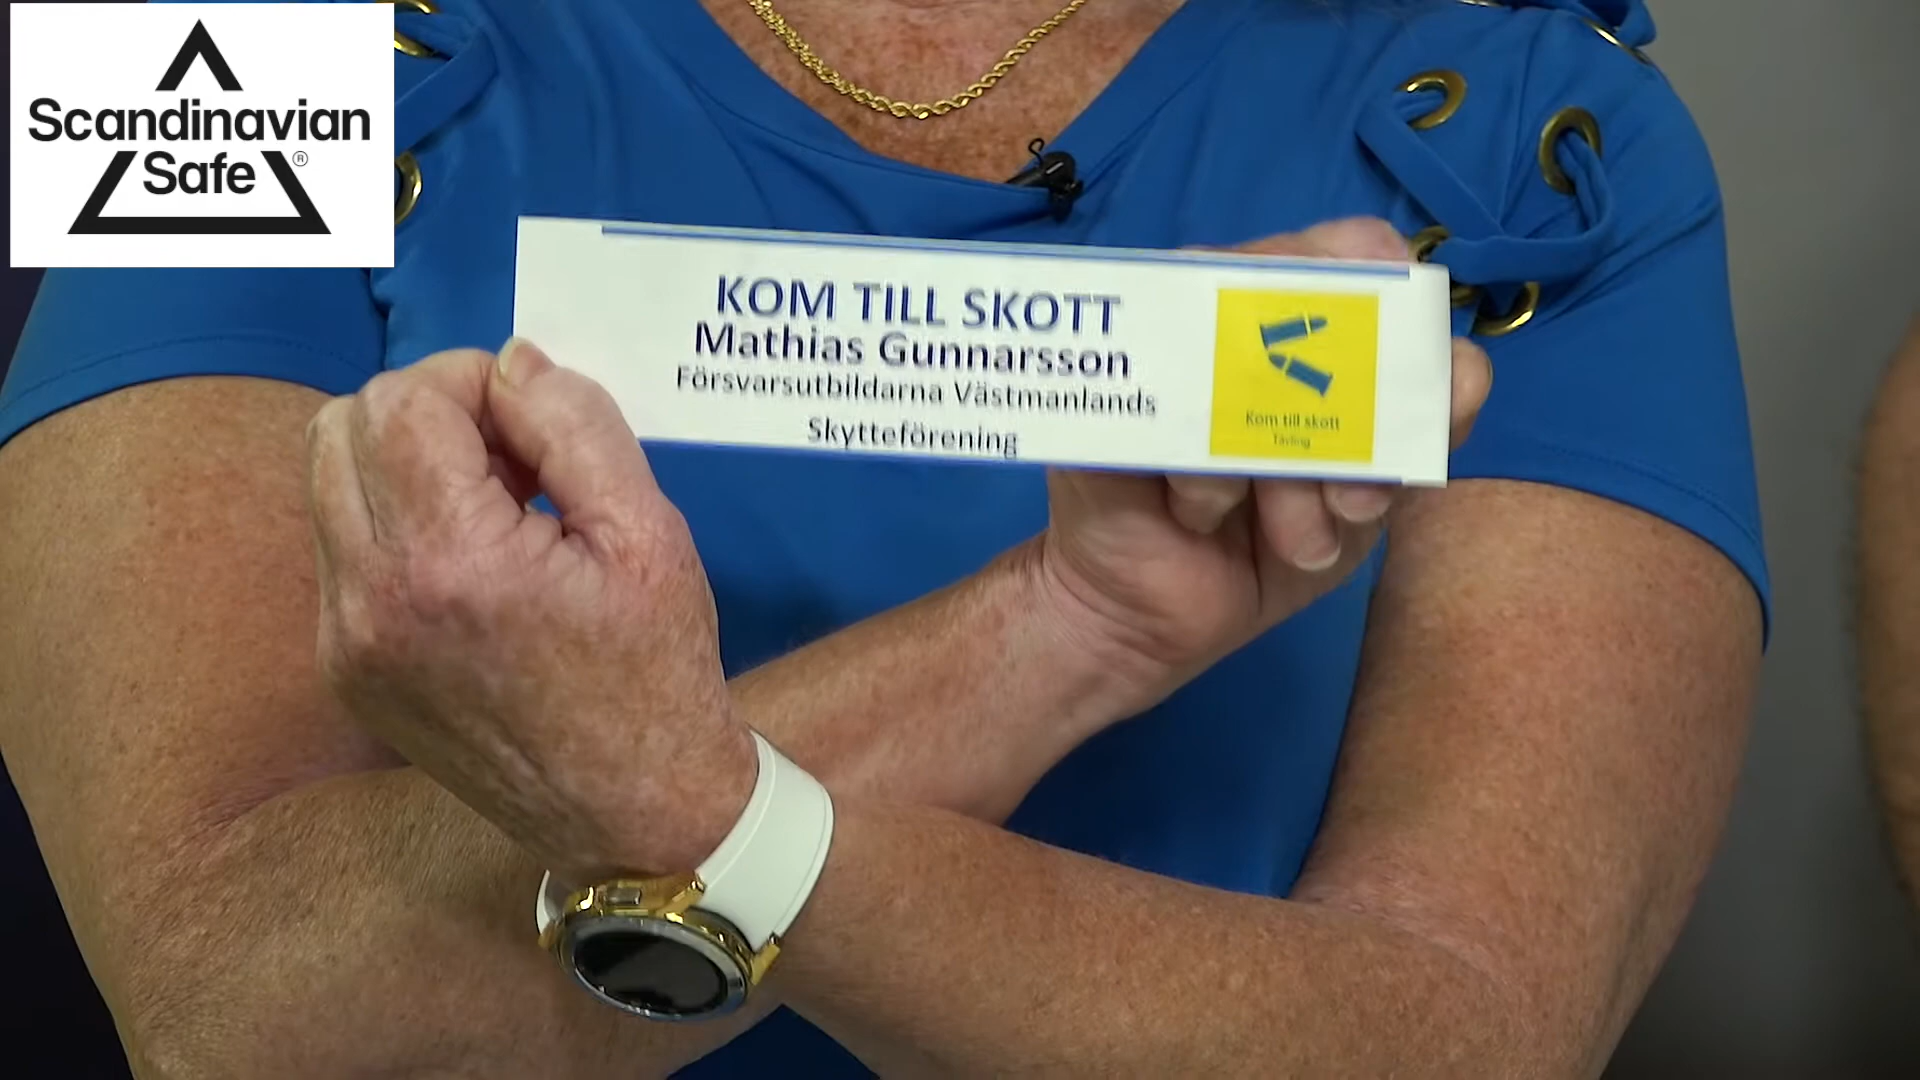 Scandinavian
Safe®
KOM TILL SKOTT
Mathias Gunnarsson
Försvarsutbildarna Västmanlands
Skytteförening
Kom till skott
Tävling